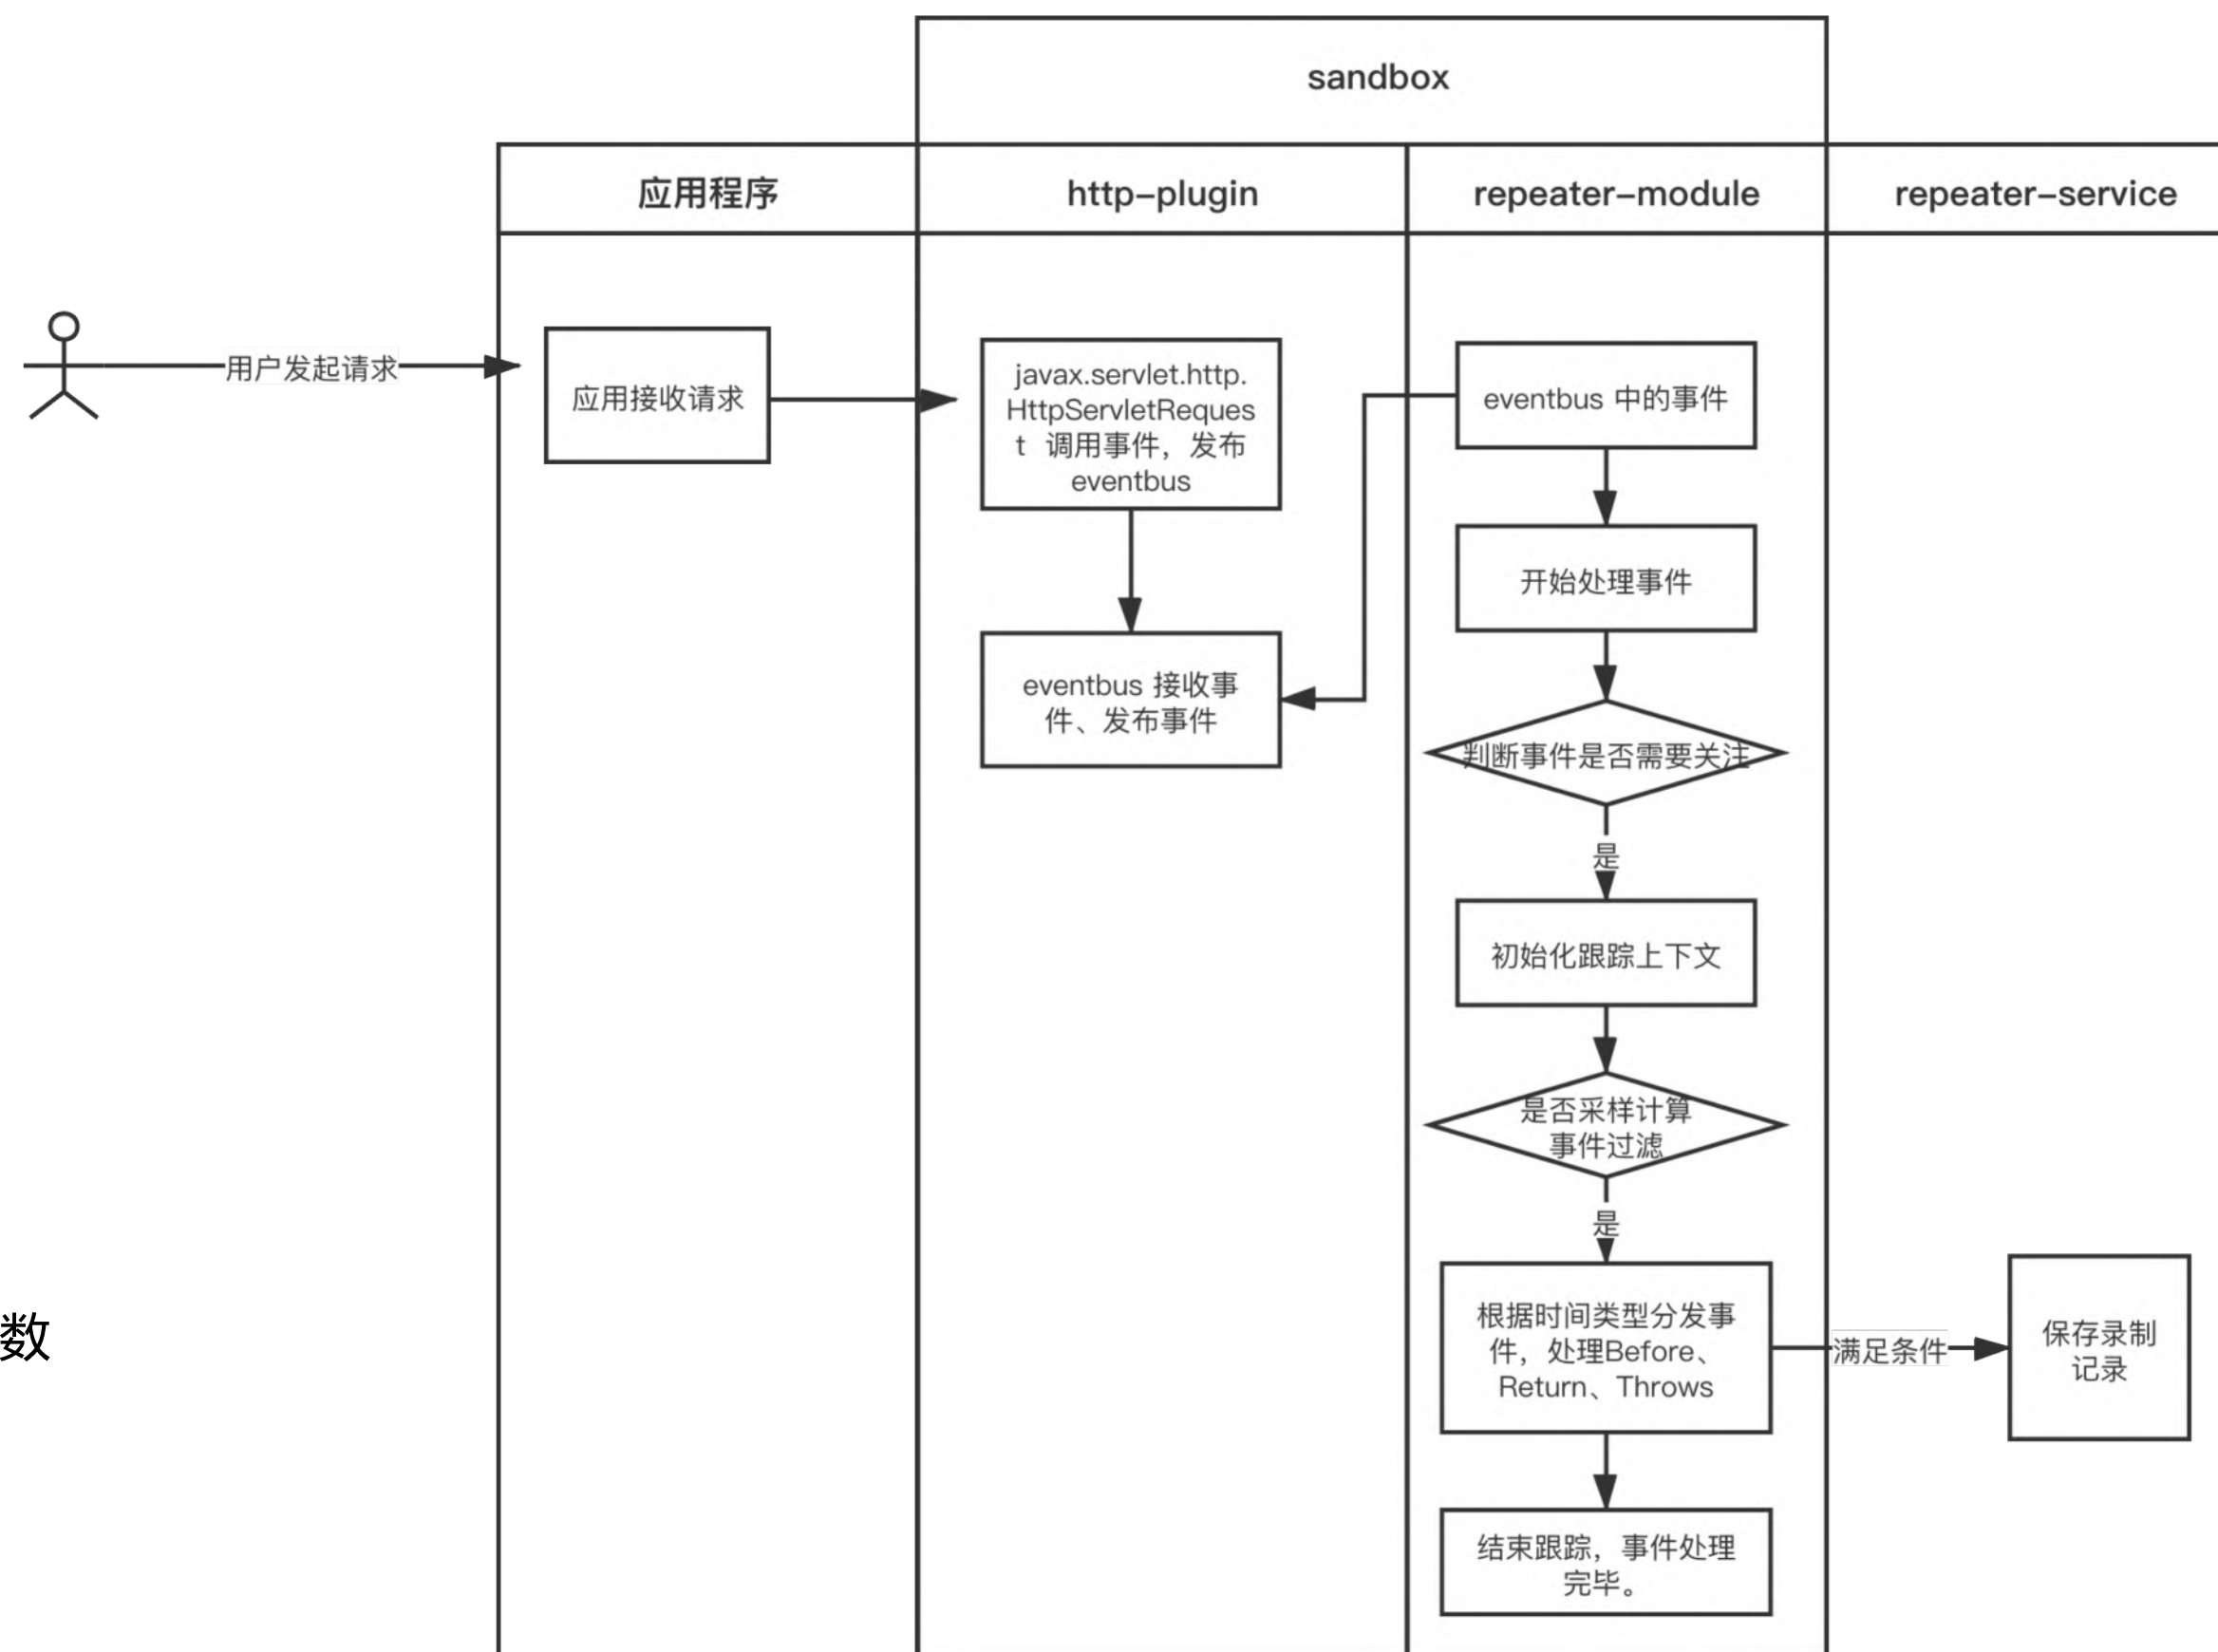 sandbox
应用程序
http-plugin
repeater-module
repeater-service
用户发起请求
应用接收请求
javax.servlet.http.
HttpServletReques
t 调用事件，发布
eventbus
eventbus 接收事
件、发布事件
eventbus 中的事件
开始处理事件
判断事件是否需要关注
是
初始化跟踪上下文
是否采样计算
事件过滤
是
根据时间类型分发事
件，处理Before、
Return、Throws
满足条件
保存录制
记录
结束跟踪，事件处理
完毕。
数